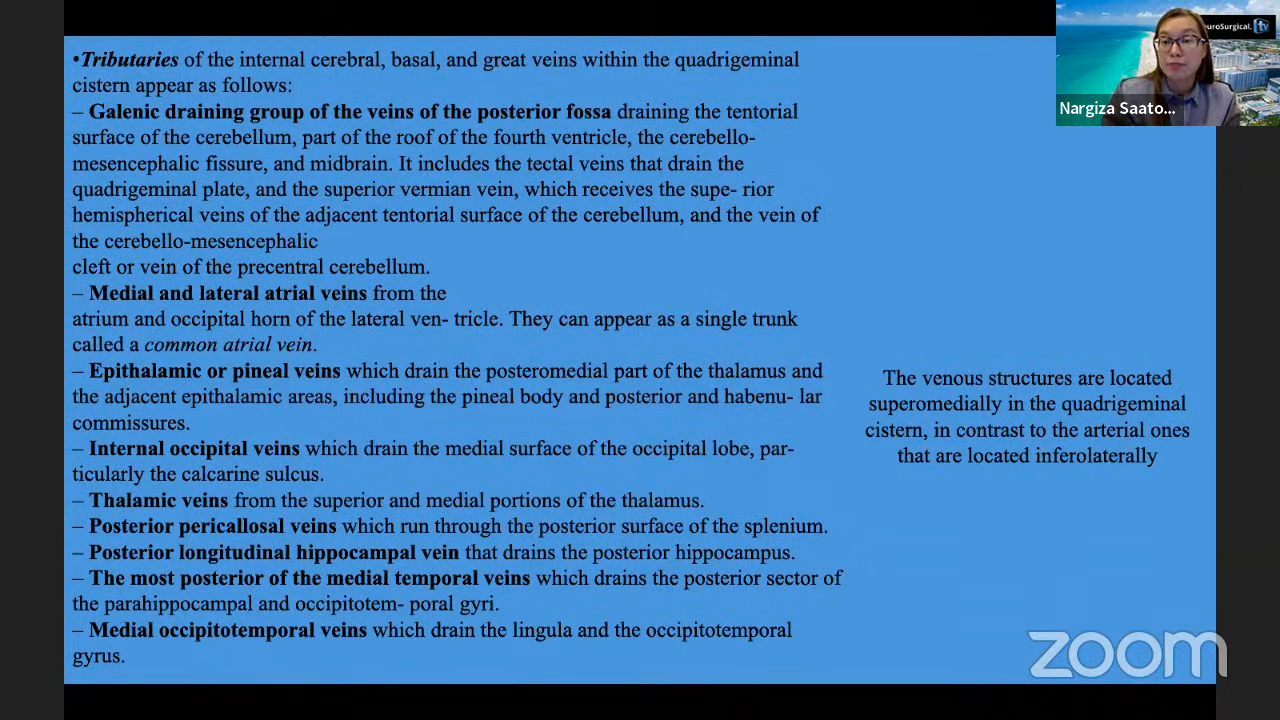 •Tributaries of the internal cerebral, basal, and great veins within the quadrigeminal
cistern appear as follows:
– Galenic draining group of the veins of the posterior fossa draining the tentorial
surface of the cerebellum, part of the roof of the fourth ventricle, the cerebello-
mesencephalic fissure, and midbrain. It includes the tectal veins that drain the
quadrigeminal plate, and the superior vermian vein, which receives the supe- rior
hemispherical veins of the adjacent tentorial surface of the cerebellum, and the vein of
the cerebello-mesencephalic
cleft or vein of the precentral cerebellum.
– Medial and lateral atrial veins from the
atrium and occipital horn of the lateral ven- tricle. They can appear as a single trunk
called a common atrial vein.
– Epithalamic or pineal veins which drain the posteromedial part of the thalamus and
the adjacent epithalamic areas, including the pineal body and posterior and habenu- lar
commissures.
– Internal occipital veins which drain the medial surface of the occipital lobe, par-
ticularly the calcarine sulcus.
– Thalamic veins from the superior and medial portions of the thalamus.
– Posterior pericallosal veins which run through the posterior surface of the splenium.
– Posterior longitudinal hippocampal vein that drains the posterior hippocampus.
– The most posterior of the medial temporal veins which drains the posterior sector of
the parahippocampal and occipitotem- poral gyri.
– Medial occipitotemporal veins which drain the lingula and the occipitotemporal
gyrus.
The venous structures are located
superomedially in the quadrigeminal
cistern, in contrast to the arterial ones
that are located inferolaterally
euroSurgical. tv
Nargiza Saato...
zoom